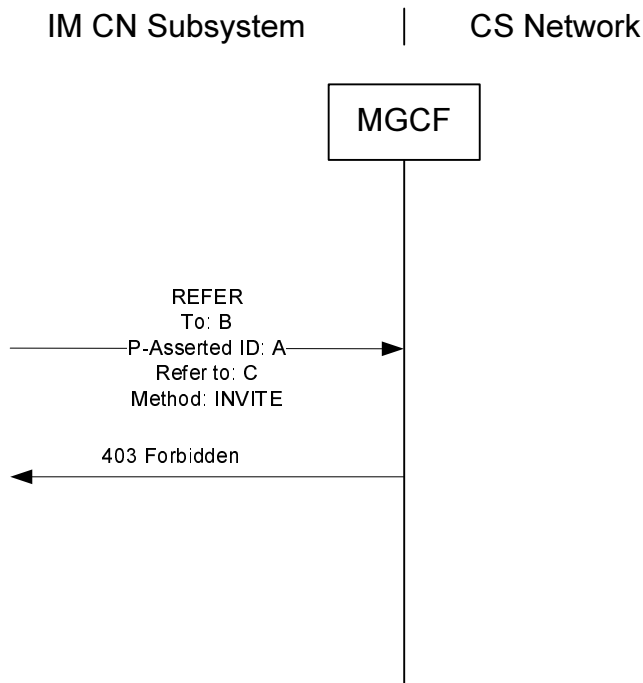 IM CN Subsystem
CS Network
MGCF
REFER
To: B
P-Asserted ID: A
Refer to: C
Method: INVITE
403 Forbidden